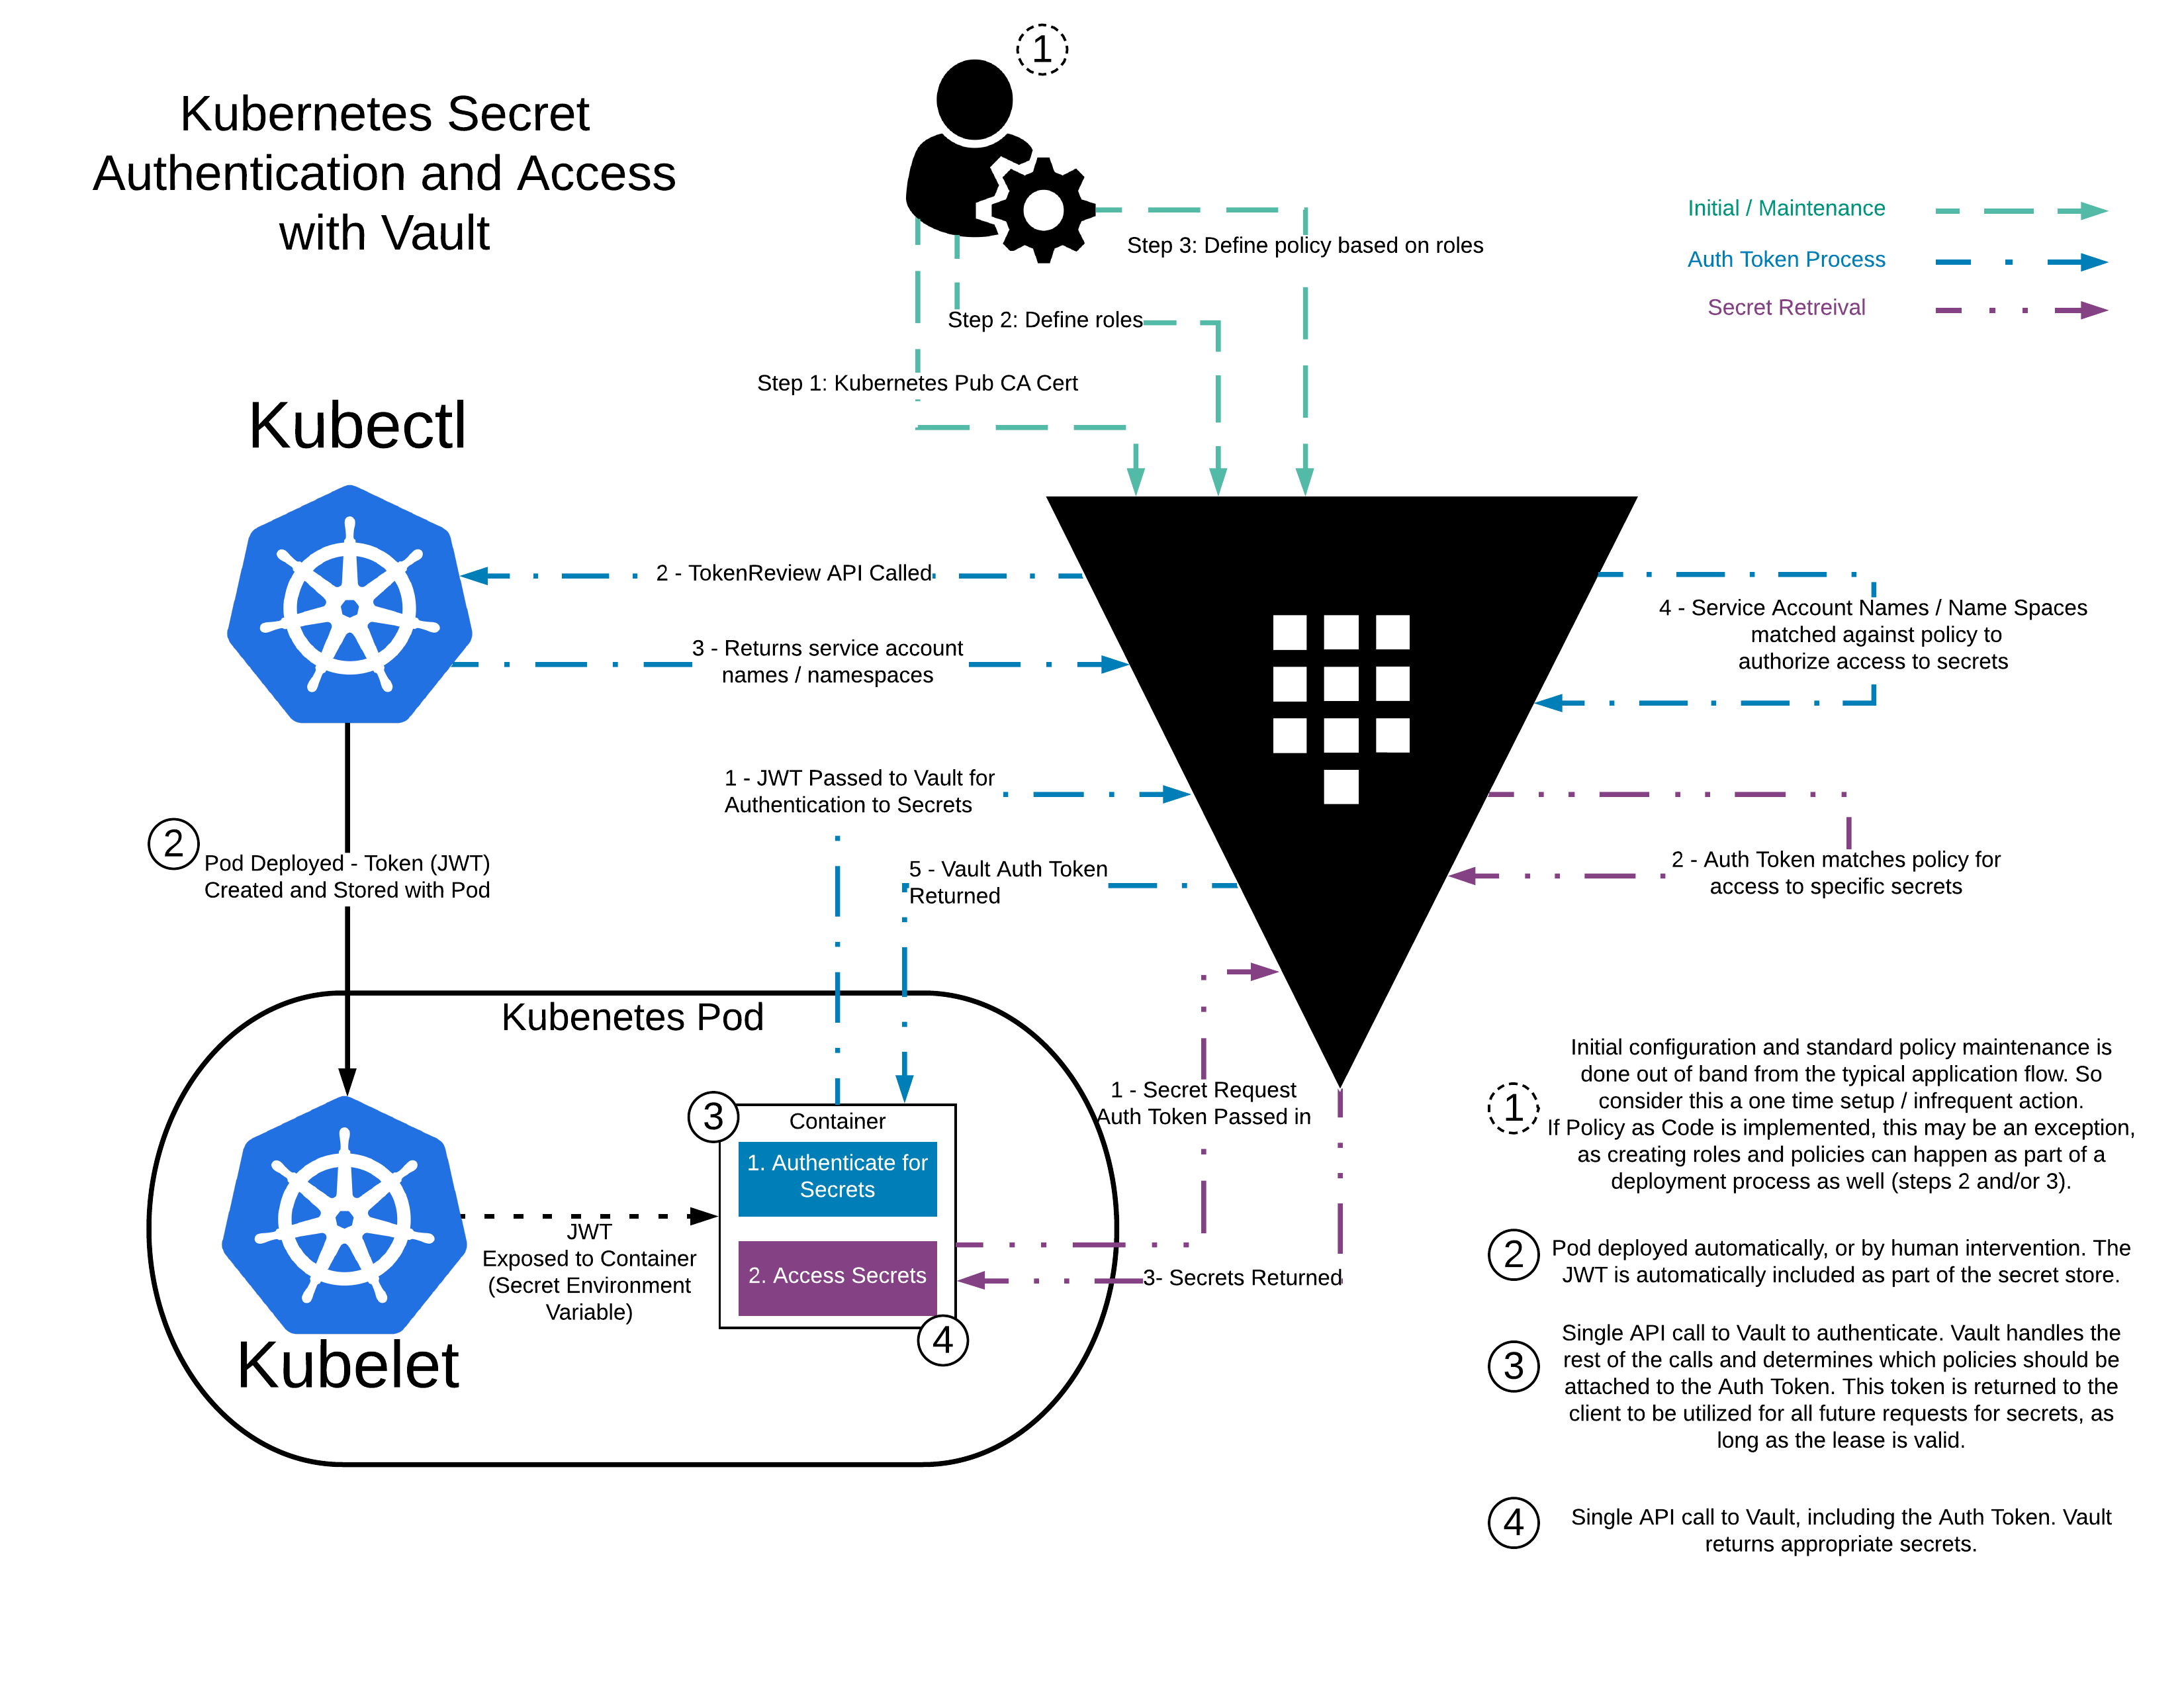 1
Kubernetes Secret
Authentication and Access
with Vault
Initial / Maintenance
Auth Token Process
Secret Retreival
Step 3: Define policy based on roles
Step 2: Define roles
Step 1: Kubernetes Pub CA Cert
Kubectl
2 - TokenReview API Called
3 - Returns service account
names / namespaces
4 - Service Account Names / Name Spaces
matched against policy to
authorize access to secrets
1 - JWT Passed to Vault for
Authentication to Secrets
2
Pod Deployed - Token (JWT)
Created and Stored with Pod
5 - Vault Auth Token
Returned
2 - Auth Token matches policy for
access to specific secrets
Kubenetes Pod
1 - Secret Request
Auth Token Passed in
3
Container
1. Authenticate for
Secrets
2. Access Secrets
4
JWT
Exposed to Container
(Secret Environment
Variable)
3- Secrets Returned
Kubelet
1
Initial configuration and standard policy maintenance is
done out of band from the typical application flow. So
consider this a one time setup / infrequent action.
If Policy as Code is implemented, this may be an exception,
as creating roles and policies can happen as part of a
deployment process as well (steps 2 and/or 3).
2
Pod deployed automatically, or by human intervention. The
JWT is automatically included as part of the secret store.
3
Single API call to Vault to authenticate. Vault handles the
rest of the calls and determines which policies should be
attached to the Auth Token. This token is returned to the
client to be utilized for all future requests for secrets, as
long as the lease is valid.
4
Single API call to Vault, including the Auth Token. Vault
returns appropriate secrets.